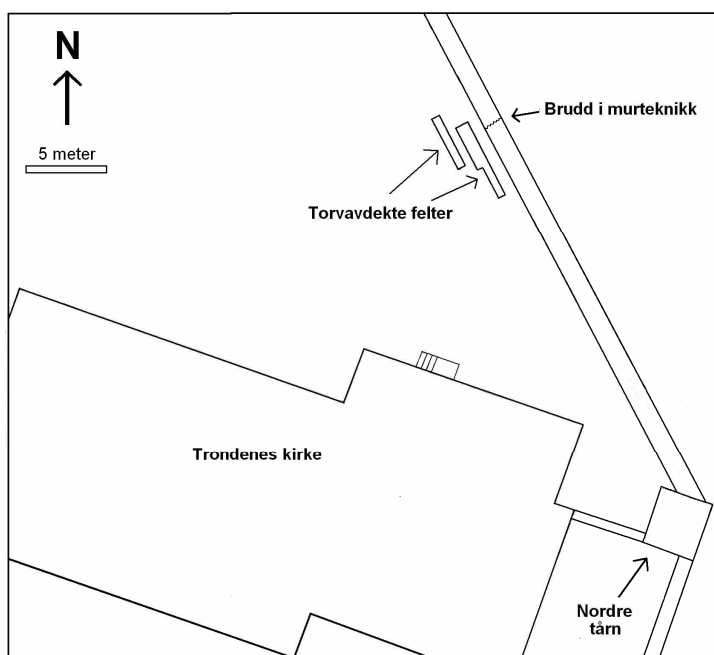 N
5 meter
Brudd i murteknikk
Torvavdekte felter
Trondenes kirke
Nordre
tårn